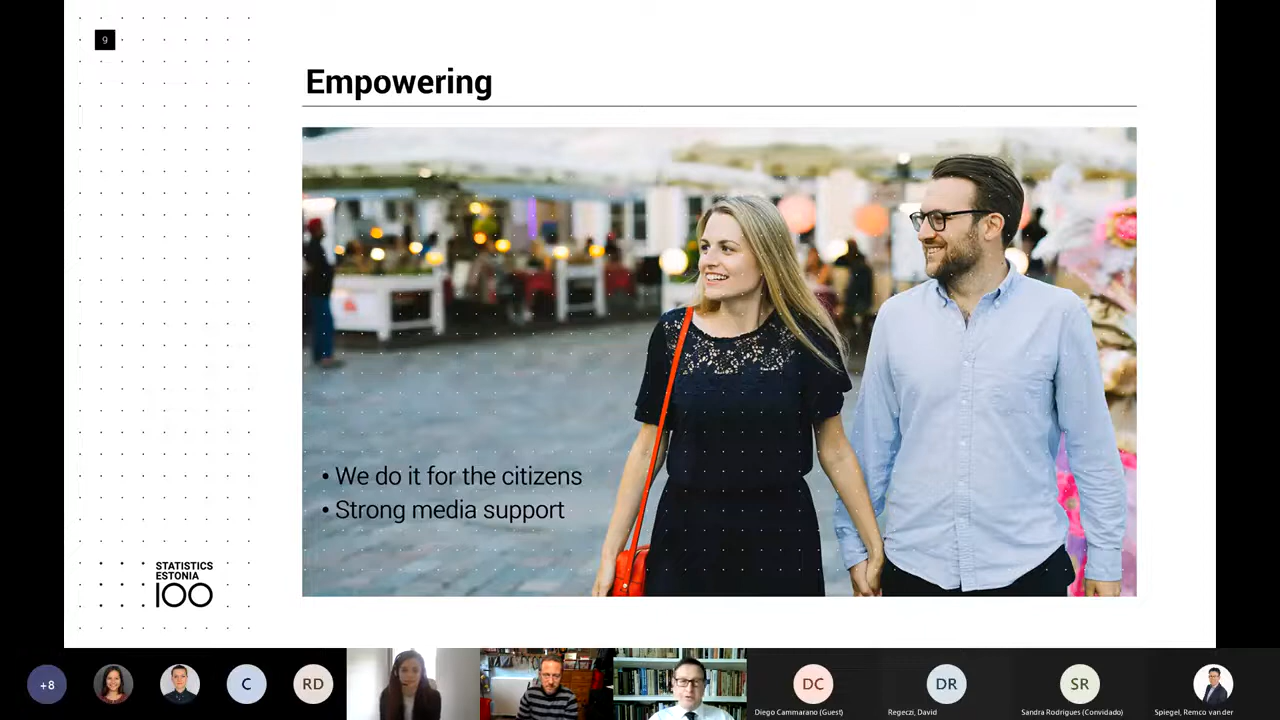 9
Empowering
• We do it for the citizens
• Strong media support
STATISTICS
ESTONIA
100
+8
C
RD
DC
DR
SR
Diego Cammarano (Guest)
Regeczi, David
Sandra Rodrigues (Convidado)
Spiegel, Remco van der